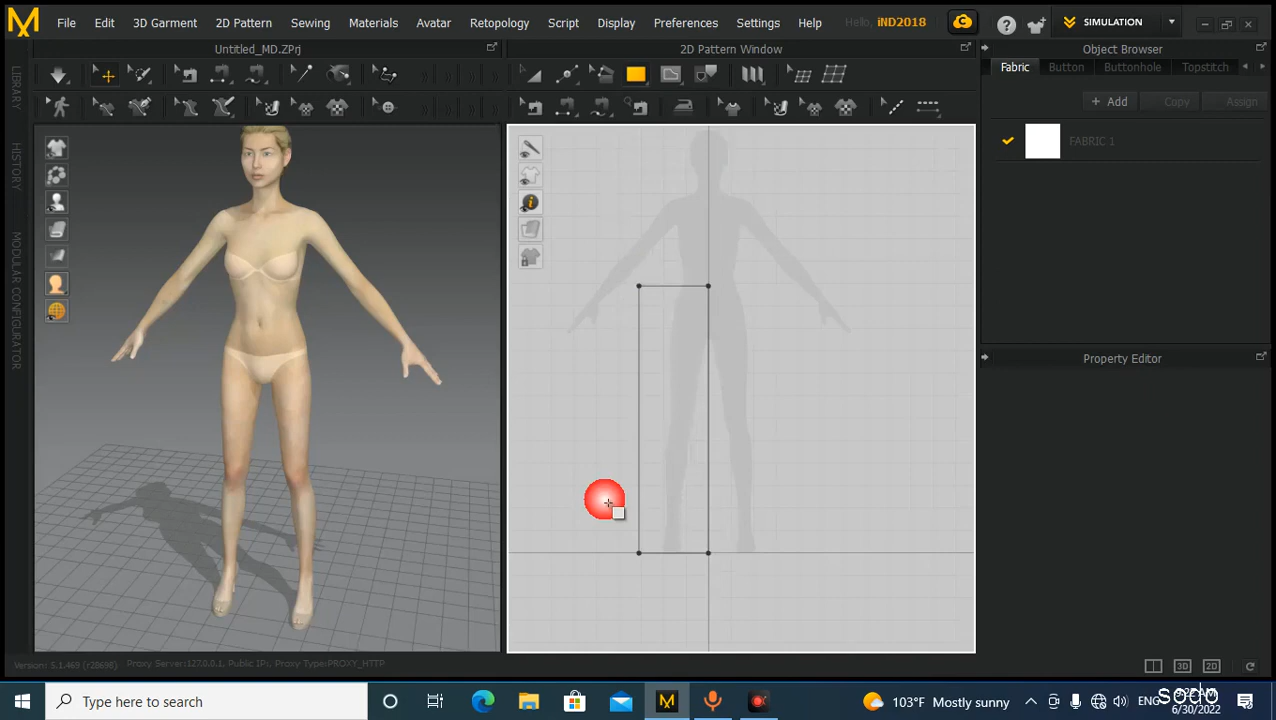 File Edit 3D Garment 2D Pattern Sewing Materials Avatar Retopology Script Display Preferences Settings Help Hello, iND2018 SIMULATION
Untitled_MD.ZPrj
2D Pattern Window
Object Browser
Fabric Button Buttonhole Topstitch
+ Add Copy Assign
FABRIC 1
Property Editor
LIBRARY
HISTORY
MODULAR CONFIGURATOR
Version: 5.1.469 (r28698) Proxy Server:127.0.0.1, Public IP:, Proxy Type:PROXY_HTTP
3D 2D
Type here to search
103°F Mostly sunny
ENG
6/30/2022